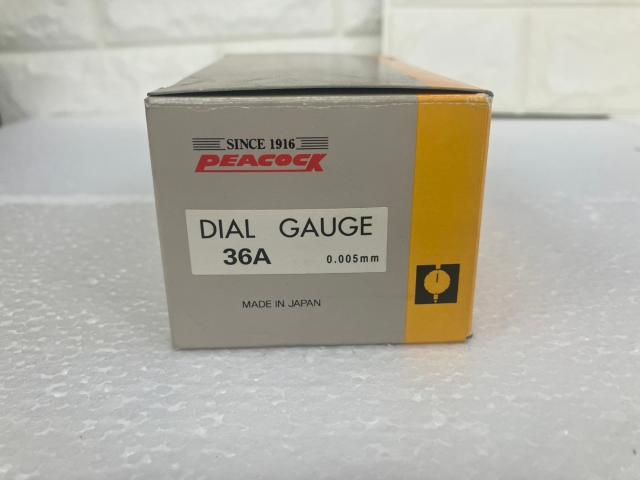 SINCE 1916
PEACOCK
DIAL GAUGE
36A 0.005mm
MADE IN JAPAN